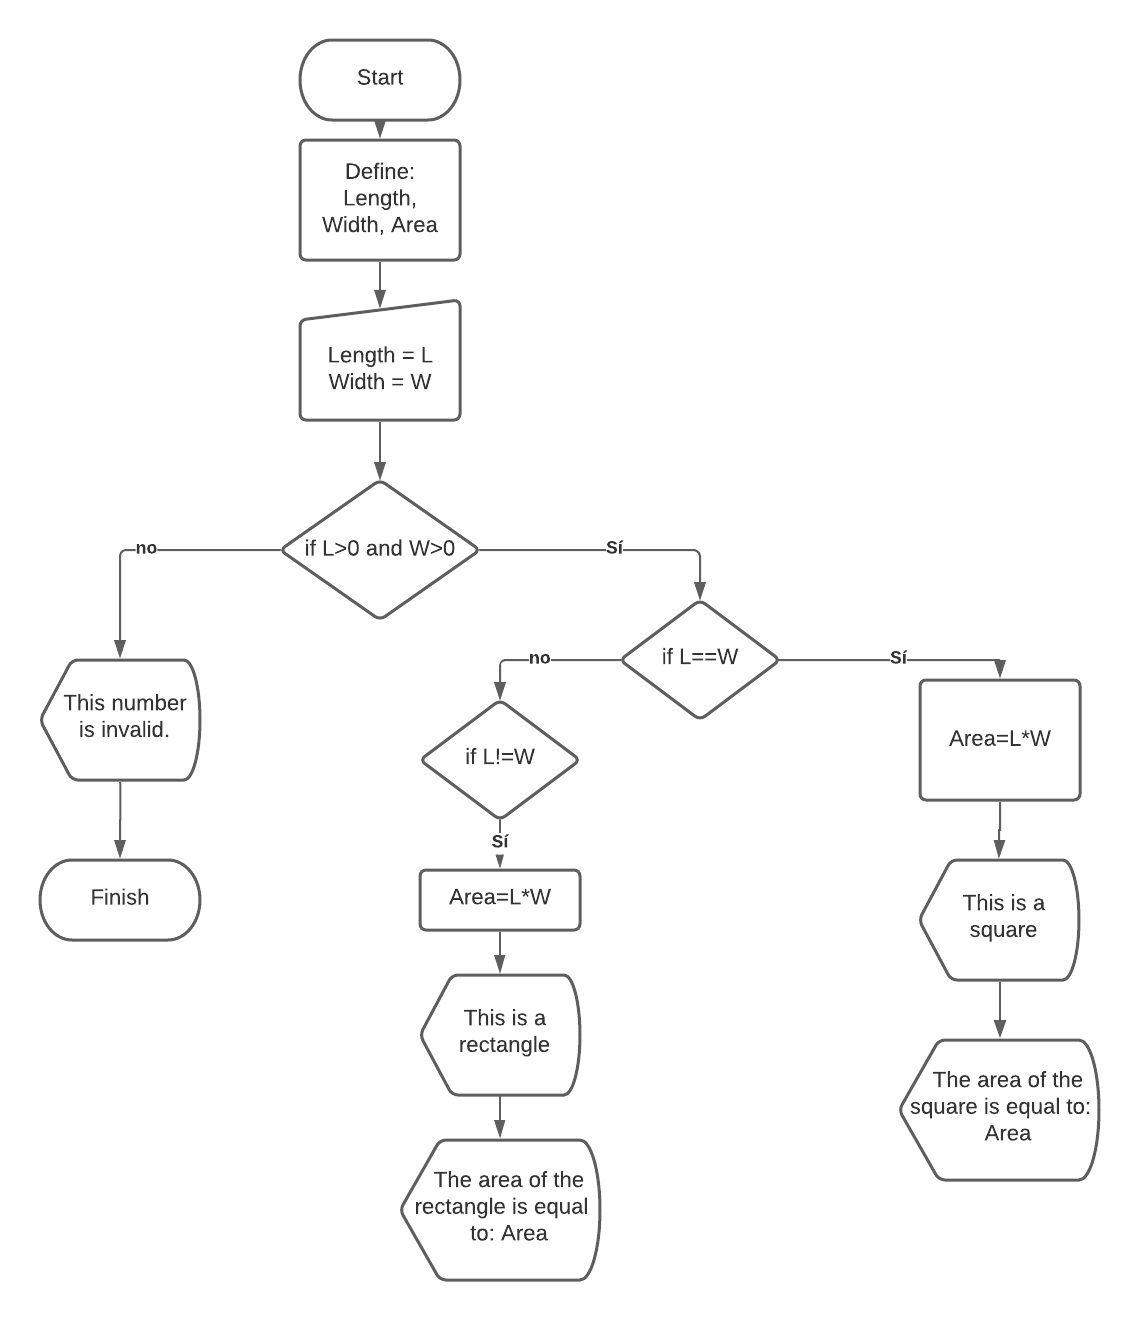 Start
Define:
Length,
Width, Area
Length = L
Width = W
if L>0 and W>0
no
Sí
This number
is invalid.
Finish
if L==W
no
Sí
if L!=W
Sí
Area=L*W
This is a
rectangle
The area of the
rectangle is equal
to: Area
Area=L*W
This is a
square
The area of the
square is equal to:
Area